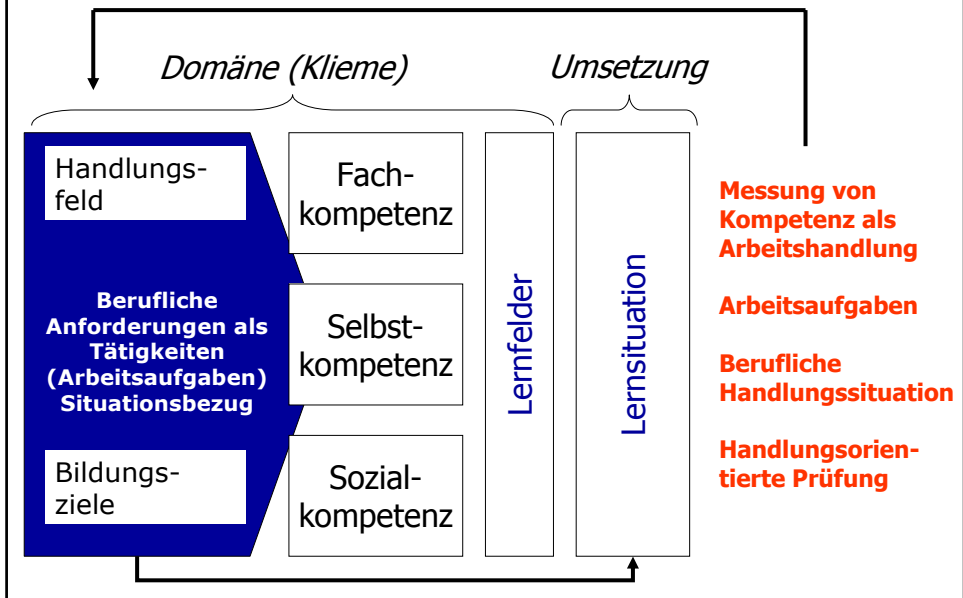 Domäne (Klieme)
Umsetzung
Handlungs-
feld
Berufliche
Anforderungen als
Tätigkeiten
(Arbeitsaufgaben)
Situationsbezug
Bildungs-
ziele
Fach-
kompetenz
Selbst-
kompetenz
Sozial-
kompetenz
Lernfelder
Lernsituation
Messung von
Kompetenz als
Arbeitshandlung
Arbeitsaufgaben
Berufliche
Handlungssituation
Handlungsorien-
tierte Prüfung